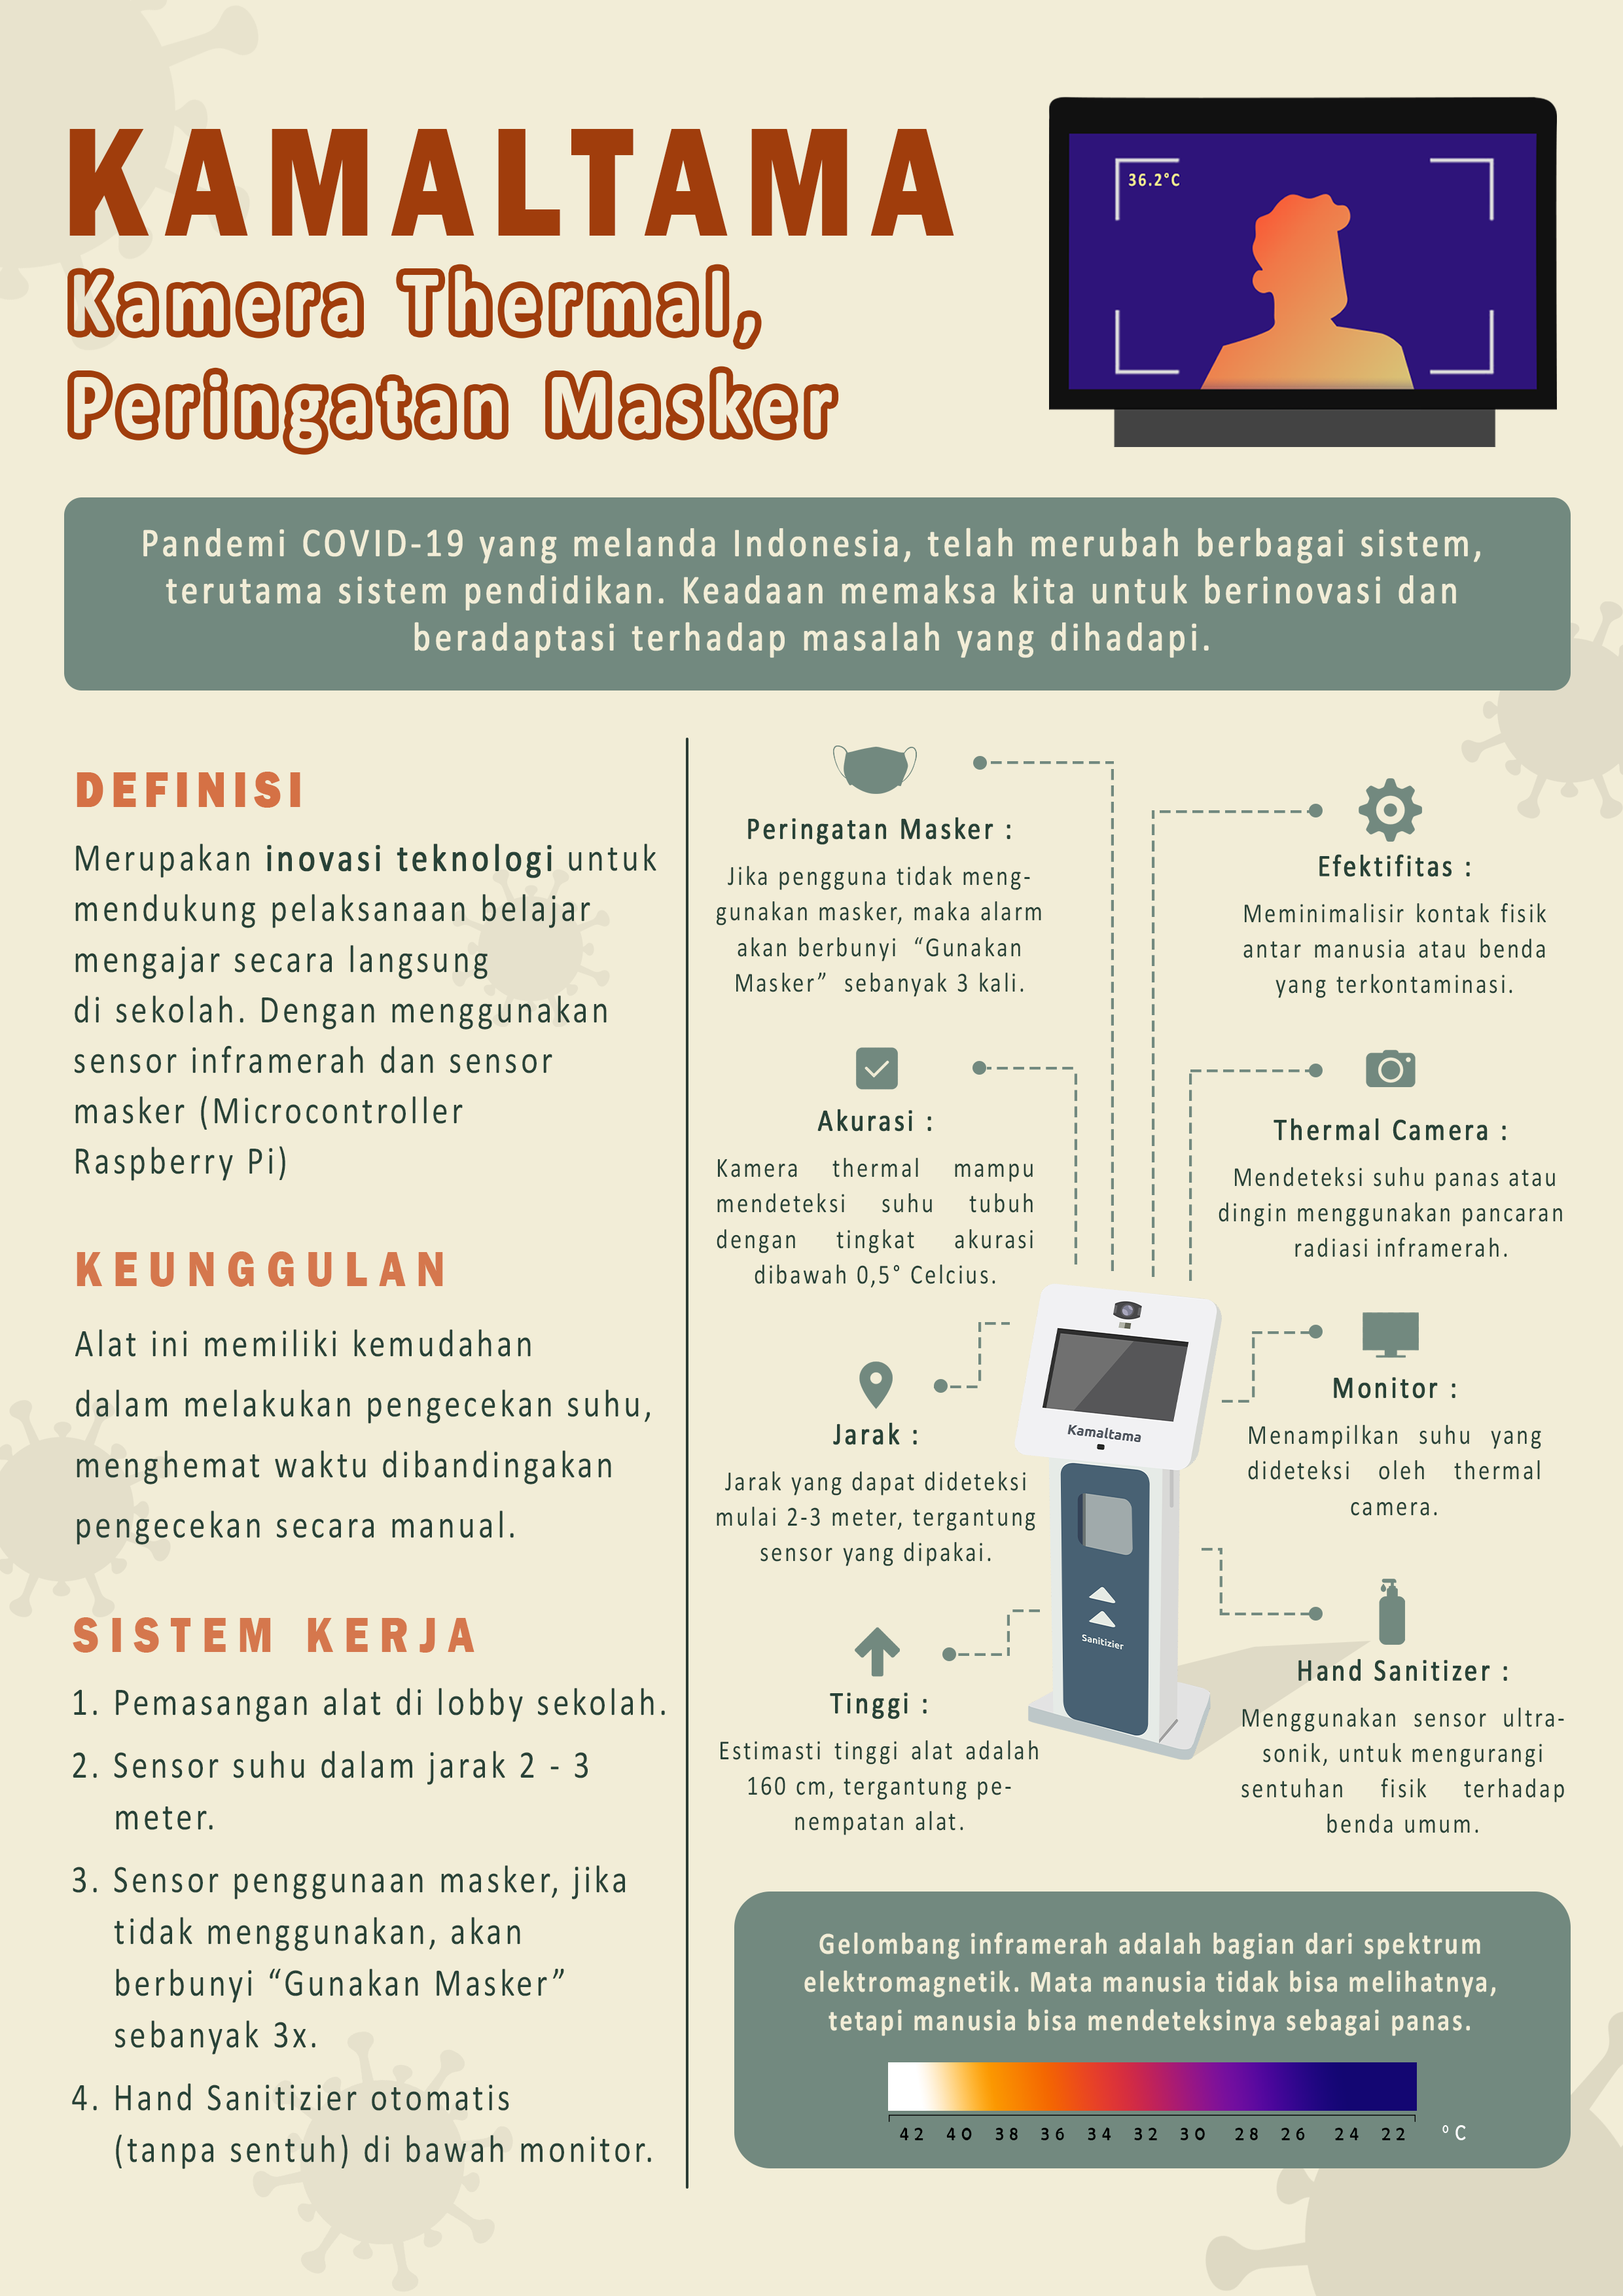 KAMALTAMA
Kamera Thermal,
Peringatan Masker
36.2°C
Pandemi COVID-19 yang melanda Indonesia, telah merubah berbagai sistem,
terutama sistem pendidikan. Keadaan memaksa kita untuk berinovasi dan
beradaptasi terhadap masalah yang dihadapi.
DEFINISI
Merupakan inovasi teknologi untuk
mendukung pelaksanaan belajar
mengajar secara langsung
di sekolah. Dengan menggunakan
sensor inframerah dan sensor
masker (Microcontroller
Raspberry Pi)
KEUNGGULAN
Alat ini memiliki kemudahan
dalam melakukan pengecekan suhu,
menghemat waktu dibandingakan
pengecekan secara manual.
SISTEM KERJA
1. Pemasangan alat di lobby sekolah.
2. Sensor suhu dalam jarak 2 - 3
meter.
3. Sensor penggunaan masker, jika
tidak menggunakan, akan
berbunyi “Gunakan Masker”
sebanyak 3x.
4. Hand Sanitizier otomatis
(tanpa sentuh) di bawah monitor.
Peringatan Masker :
Jika pengguna tidak meng-
gunakan masker, maka alarm
akan berbunyi “Gunakan
Masker” sebanyak 3 kali.
Akurasi :
Kamera thermal mampu
mendeteksi suhu tubuh
dengan tingkat akurasi
dibawah 0,5° Celcius.
Jarak :
Jarak yang dapat dideteksi
mulai 2-3 meter, tergantung
sensor yang dipakai.
Tinggi :
Estimasti tinggi alat adalah
160 cm, tergantung pe-
nempatan alat.
Kamaltama
Sanitizier
Efektifitas :
Meminimalisir kontak fisik
antar manusia atau benda
yang terkontaminasi.
Thermal Camera :
Mendeteksi suhu panas atau
dingin menggunakan pancaran
radiasi inframerah.
Monitor :
Menampilkan suhu yang
dideteksi oleh thermal
camera.
Hand Sanitizer :
Menggunakan sensor ultra-
sonik, untuk mengurangi
sentuhan fisik terhadap
benda umum.
Gelombang inframerah adalah bagian dari spektrum
elektromagnetik. Mata manusia tidak bisa melihatnya,
tetapi manusia bisa mendeteksinya sebagai panas.
42 40 38 36 34 32 30 28 26 24 22 °C